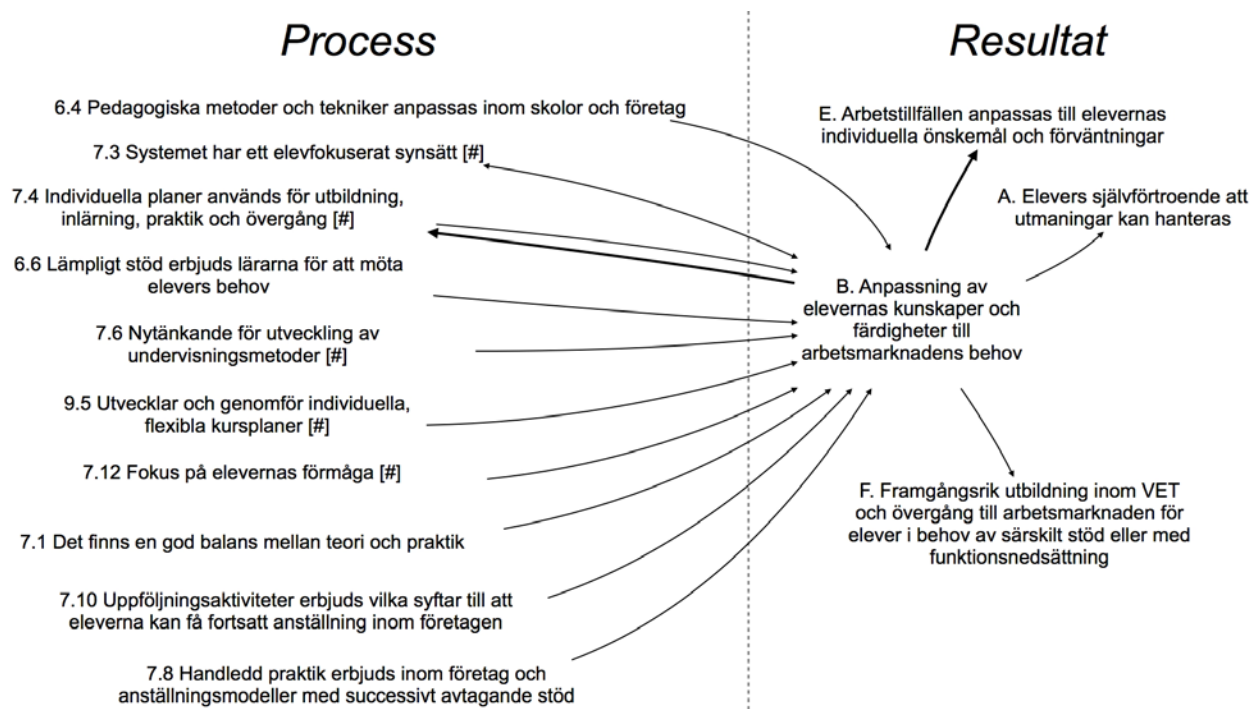 Process
6.4 Pedagogiska metoder och tekniker anpassas inom skolor och företag
7.3 Systemet har ett elevfokuserat synsätt [#]
7.4 Individuella planer används för utbildning,
inlärning, praktik och övergång [#]
6.6 Lämpligt stöd erbjuds lärarna för att möta
elevers behov
7.6 Nytänkande för utveckling av
undervisningsmetoder [#]
9.5 Utvecklar och genomför individuella,
flexibla kursplaner [#]
7.12 Fokus på elevernas förmåga [#]
7.1 Det finns en god balans mellan teori och praktik
7.10 Uppföljningsaktiviteter erbjuds vilka syftar till att
eleverna kan få fortsatt anställning inom företagen
7.8 Handledd praktik erbjuds inom företag och
anställningsmodeller med successivt avtagande stöd
Resultat
E. Arbetstillfällen anpassas till elevernas
individuella önskemål och förväntningar
A. Elevers självförtroende att
utmaningar kan hanteras
B. Anpassning av
elevernas kunskaper och
färdigheter till
arbetsmarknadens behov
F. Framgångsrik utbildning inom VET
och övergång till arbetsmarknaden för
elever i behov av särskilt stöd eller med
funktionsnedsättning